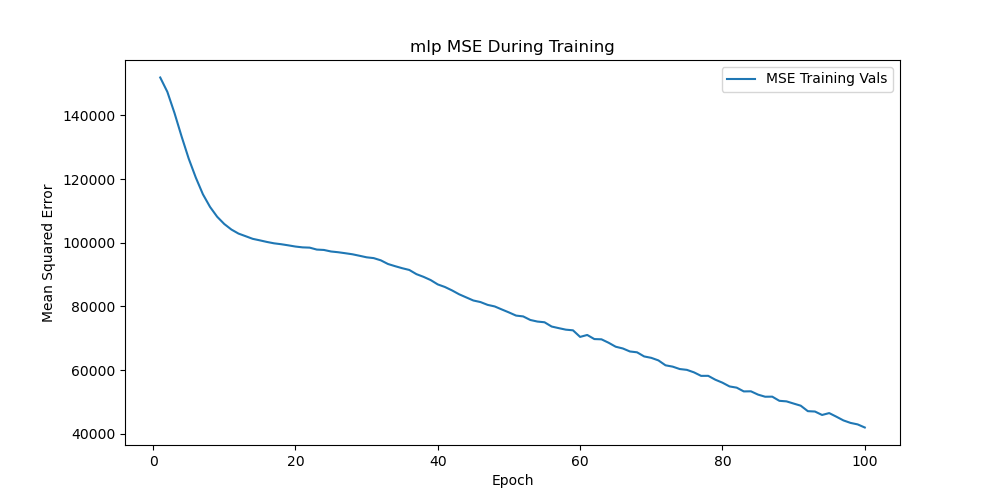 mlp MSE During Training
MSE Training Vals
Mean Squared Error
140000
120000
100000
80000
60000
40000
0 20 40 60 80 100
Epoch